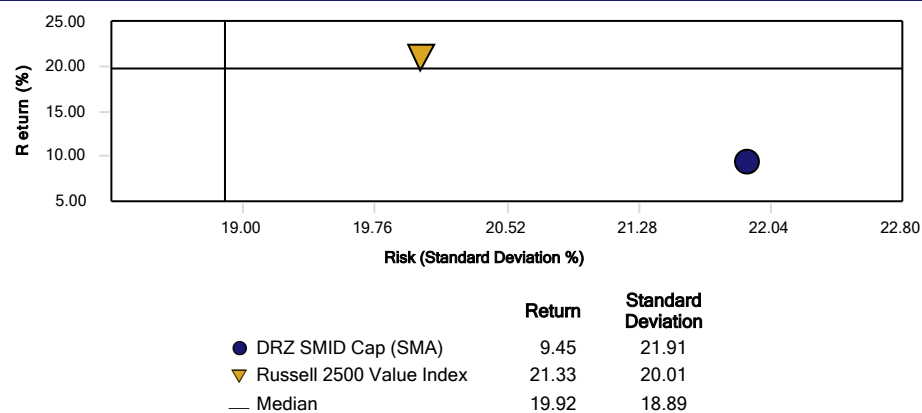 25.00
20.00
15.00
10.00
5.00
Return (%)
19.00 19.76 20.52 21.28 22.04 22.80
Risk (Standard Deviation %)
Return Standard Deviation
DRZ SMID Cap (SMA) 9.45 21.91
Russell 2500 Value Index 21.33 20.01
Median 19.92 18.89